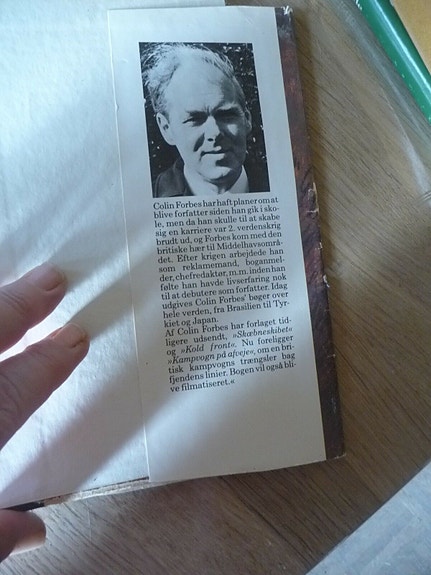 Colin Forbes har haft planer om at
blive forfatter siden han gik i sko-
le, men da han skulle til at skabe
sig en karriere var 2. verdenskrig
brudt ud, og Forbes kom med den
britiske hær til Middelhavsområ-
det. Efter krigen arbejdede han
som reklamemand, boganmel-
der, chefredaktør, m.m. inden han
følte han havde livserfaring nok
til at debutere som forfatter. Idag
udgives Colin Forbes' bøger over
hele verden, fra Brasilien til Tyr-
kiet og Japan.
Af Colin Forbes har forlaget tid-
ligere udsendt, »Skæbneskibet«
og »Kold front«. Nu foreligger
»Kampvogn på afveje«, om en bri-
tisk kampvogns trængsler bag
fjendens linier. Bogen vil også bli-
ve filmatiseret.«